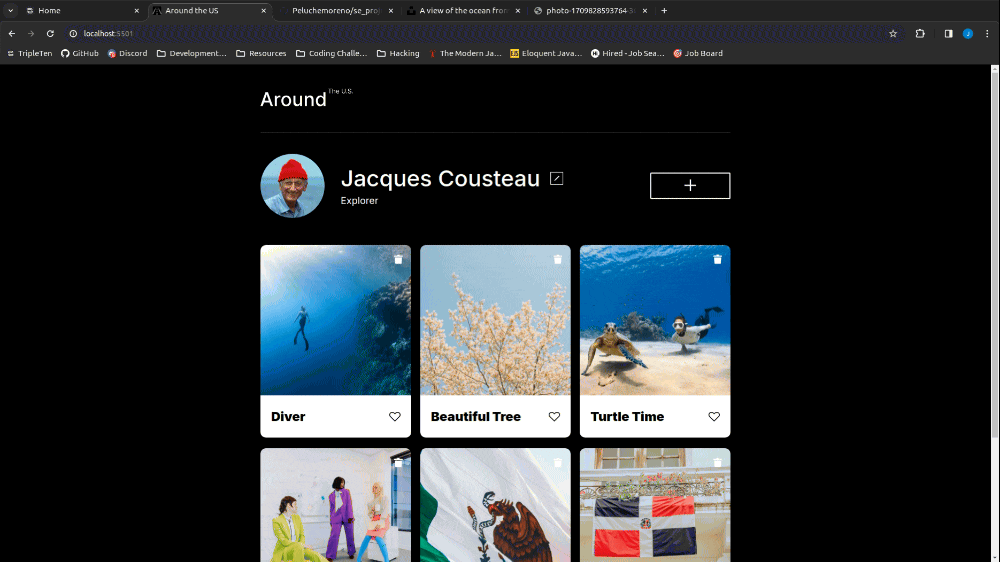 Home
Around the US
Peluchemoreno/se_proj
A view of the ocean from
photo-1709828593764-3
localhost:5501
TripleTen
GitHub
Discord
Development...
Resources
Coding Challe...
Hacking
The Modern Ja...
Eloquent Java...
Hired - Job Sea...
Job Board
Around The U.S.
Jacques Cousteau
Explorer
Diver
Beautiful Tree
Turtle Time